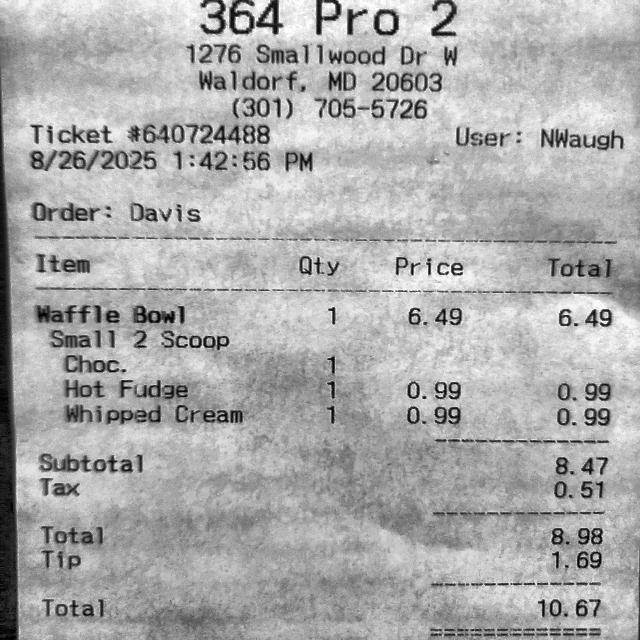 364 Pro 2
1276 Smallwood Dr W
Waldorf, MD 20603
(301) 705-5726
Ticket #640724488 User: NWaugh
8/26/2025 1:42:56 PM
Order: Davis
Item Qty Price Total
Waffle Bowl 1 6.49 6.49
Small 2 Scoop
Choc. 1
Hot Fudge 1 0.99 0.99
Whipped Cream 1 0.99 0.99
Subtotal 8.47
Tax 0.51
Total 8.98
Tip 1.69
Total 10.67